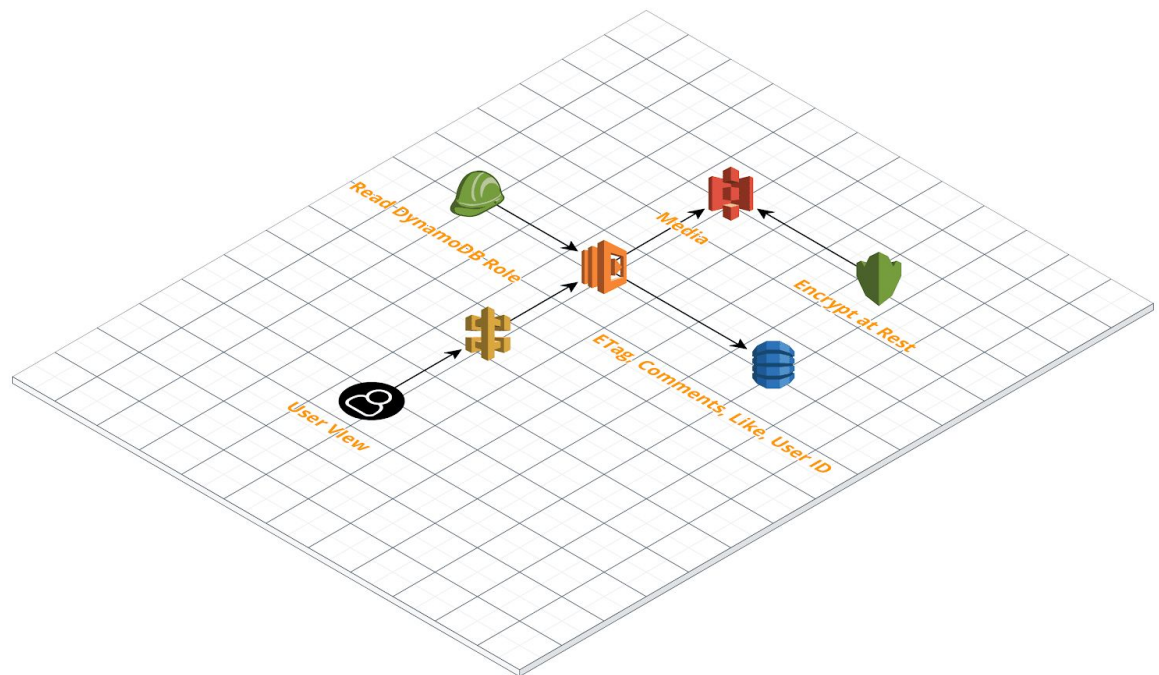 Read DynamoDB Role
Media
Encrypt at Rest
ETag, Comments, Like, User ID
User View